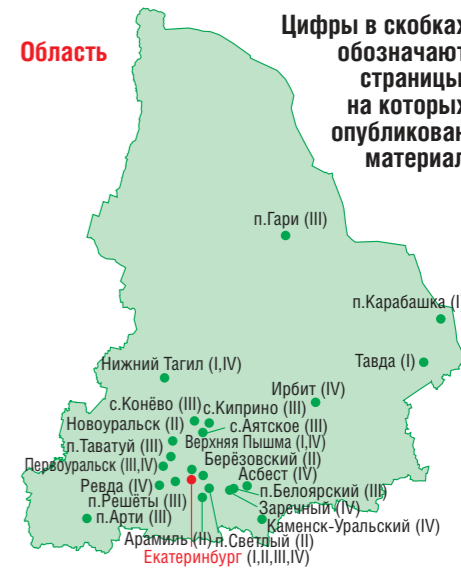 Область
Цифры в скобках
обозначают
страницы,
на которых
опубликован
материал
п.Гари (III)
п.Карабашка (I
Тавда (I)
Нижний Тагил (I,IV)
Ирбит (IV)
с.Конёво (III)
с.Киприно (III)
Новоуральск (II)
с.Аятское (III)
п.Таватуй (III)
Верхняя Пышма (I,IV)
Первоуральск (III,IV)
Берёзовский (II)
Асбест (IV)
Ревда (IV)
п.Белоярский (III)
п.Решёты (III)
Заречный (IV)
п.Арти (III)
Каменск-Уральский (IV)
Арамиль (II)
п.Светлый (II)
Екатеринбург (I,II,III,IV)